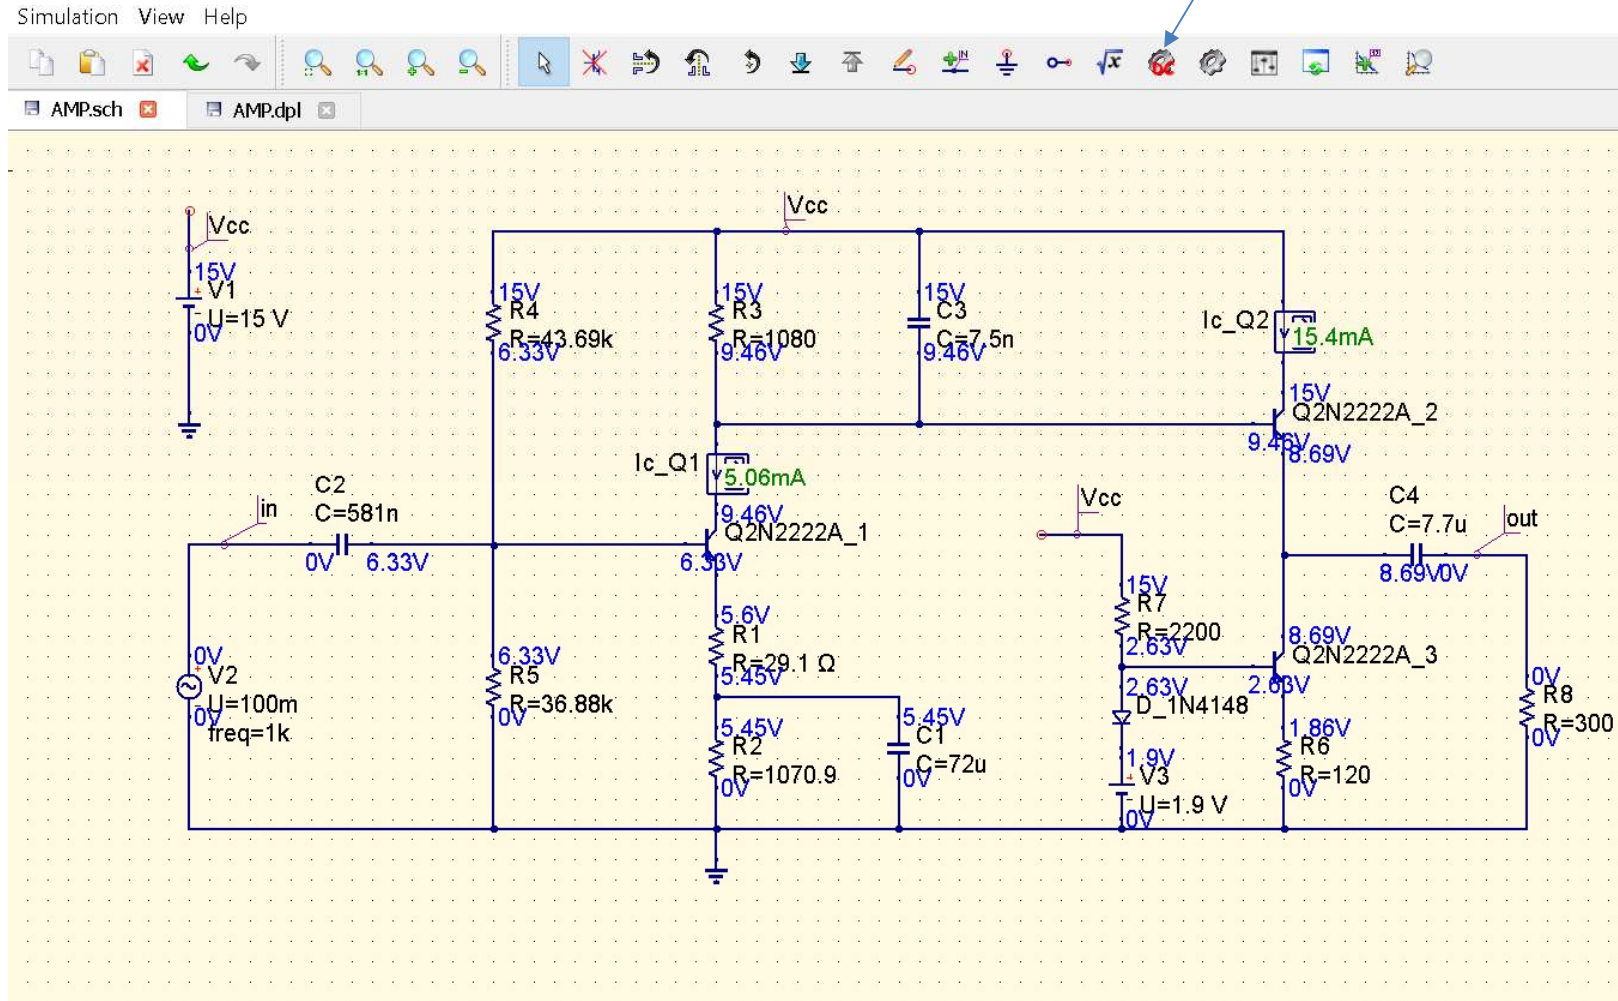 Simulation View Help
AMP.sch
AMP.dpl
Vcc
15V
V1
U=15 V
0V
Vcc
15V
R4
R=43.69k
6.33V
15V
R3
R=1080
9.46V
15V
C3
C=7.5n
9.46V
Ic_Q2
15.4mA
15V
Q2N2222A_2
9.46V
8.69V
Ic_Q1
5.06mA
9.46V
Q2N2222A_1
6.33V
in
C2
C=581n
0V
6.33V
Vcc
C4
C=7.7u
out
8.69V
0V
5.6V
R1
R=29.1 Ω
5.45V
15V
R7
R=2200
2.63V
8.69V
Q2N2222A_3
2.63V
2.63V
D_1N4148
0V
V2
U=100m
freq=1k
0V
6.33V
R5
R=36.88k
0V
5.45V
R2
R=1070.9
0V
5.45V
C1
C=72u
0V
1.9V
V3
U=1.9 V
0V
1.86V
R6
R=120
0V
0V
R8
R=300
0V